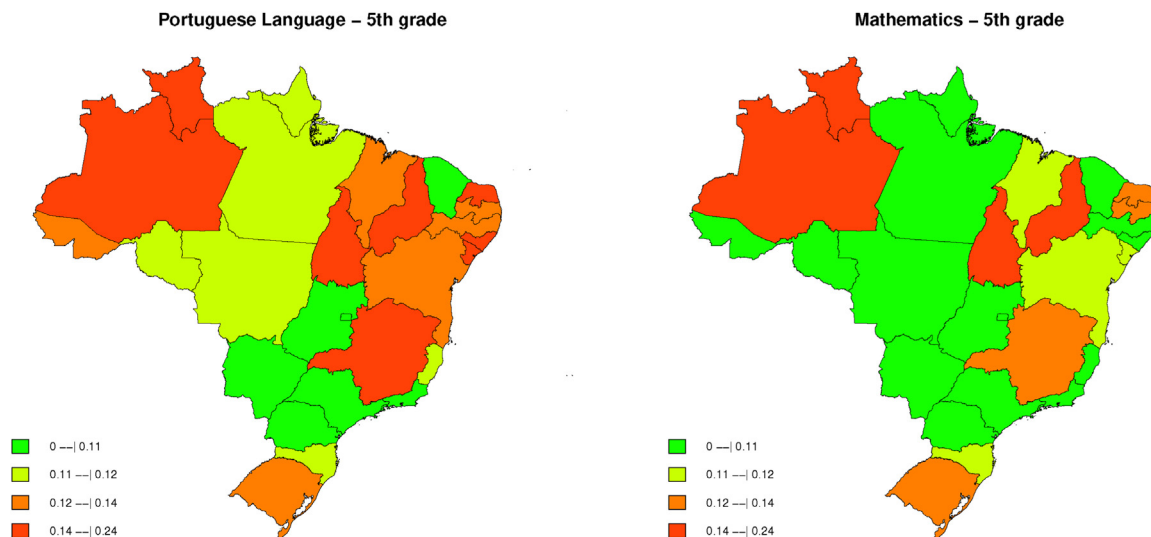 Portuguese Language – 5th grade
0 ––| 0.11
0.11 ––| 0.12
0.12 ––| 0.14
0.14 ––| 0.24
Mathematics – 5th grade
0 ––| 0.11
0.11 ––| 0.12
0.12 ––| 0.14
0.14 ––| 0.24